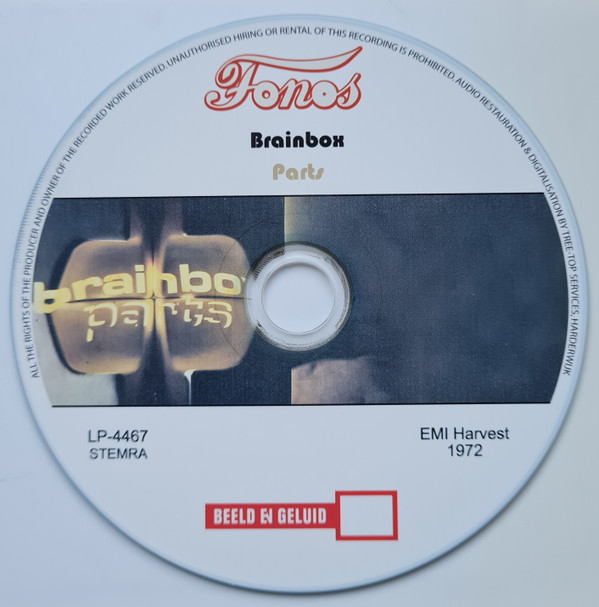 ALL THE RIGHTS OF THE PRODUCER AND OWNER OF THE RECORDED WORK RESERVED. UNAUTHORISED HIRING OR RENTAL OF THIS RECORDING IS PROHIBITED. AUDIO RESTAURATION & DIGITALISATION BY TREE-TOP SERVICES, HARDERWIJK
Fonos
Brainbox
Parts
brainbo
parts
LP-4467
STEMRA
EMI Harvest
1972
BEELD EN GELUID